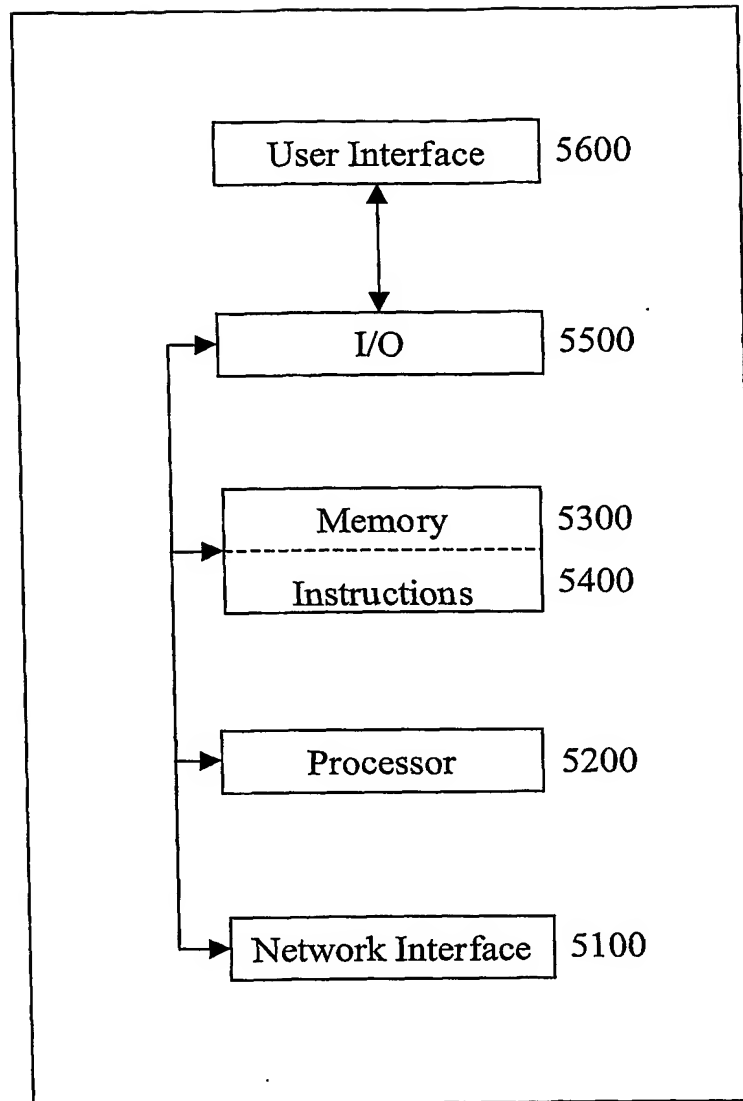 User Interface 5600
I/O 5500
Memory 5300
Instructions 5400
Processor 5200
Network Interface 5100